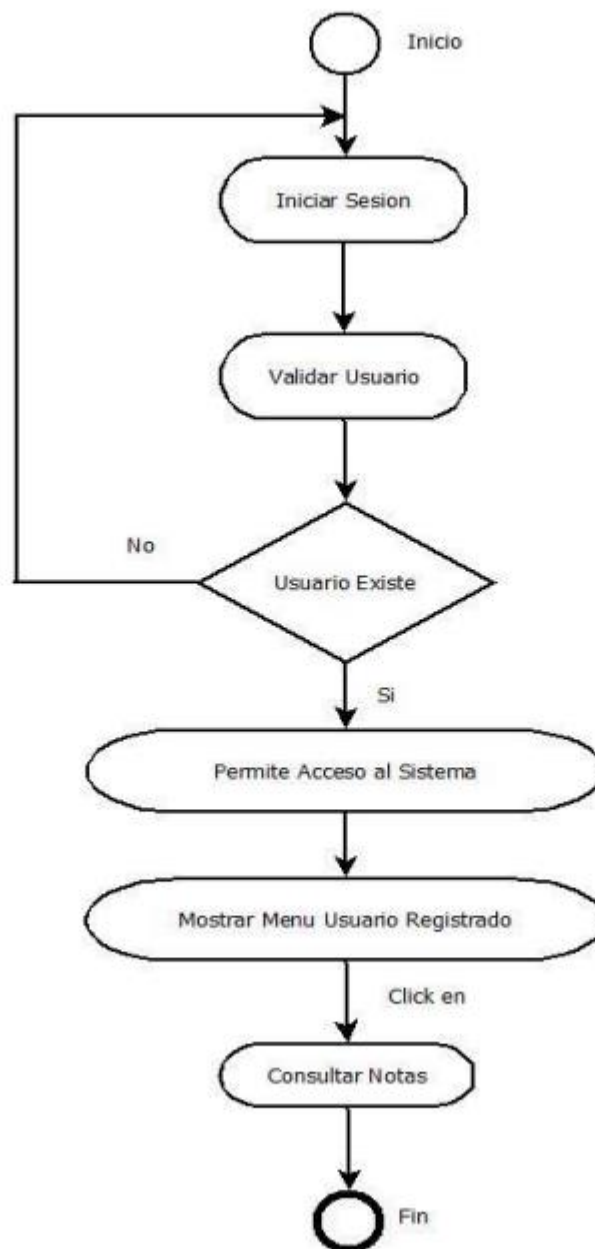 Inicio
Iniciar Sesion
Validar Usuario
No
Usuario Existe
Si
Permite Acceso al Sistema
Mostrar Menu Usuario Registrado
Click en
Consultar Notas
Fin